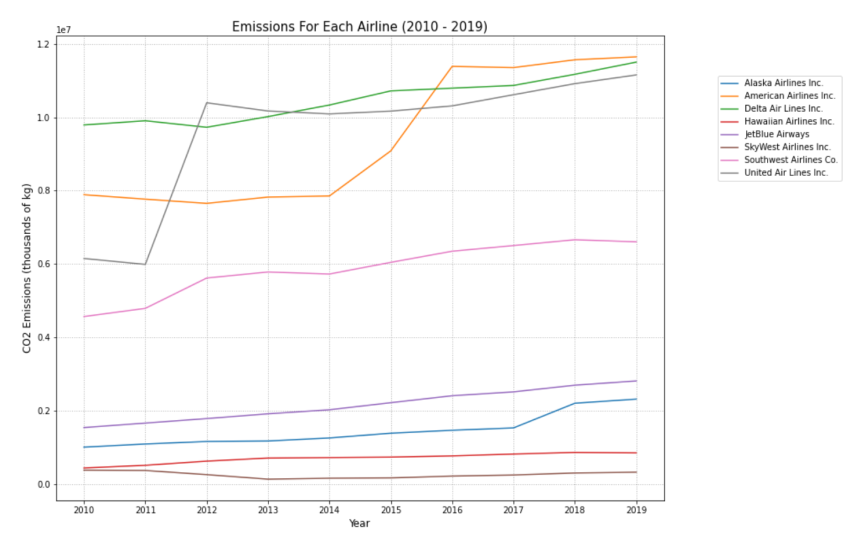 Emissions For Each Airline (2010 - 2019)
1e7
1.2
1.0
0.8
0.6
0.4
0.2
0.0
CO2 Emissions (thousands of kg)
2010 2011 2012 2013 2014 2015 2016 2017 2018 2019
Year
Alaska Airlines Inc.
American Airlines Inc.
Delta Air Lines Inc.
Hawaiian Airlines Inc.
JetBlue Airways
SkyWest Airlines Inc.
Southwest Airlines Co.
United Air Lines Inc.